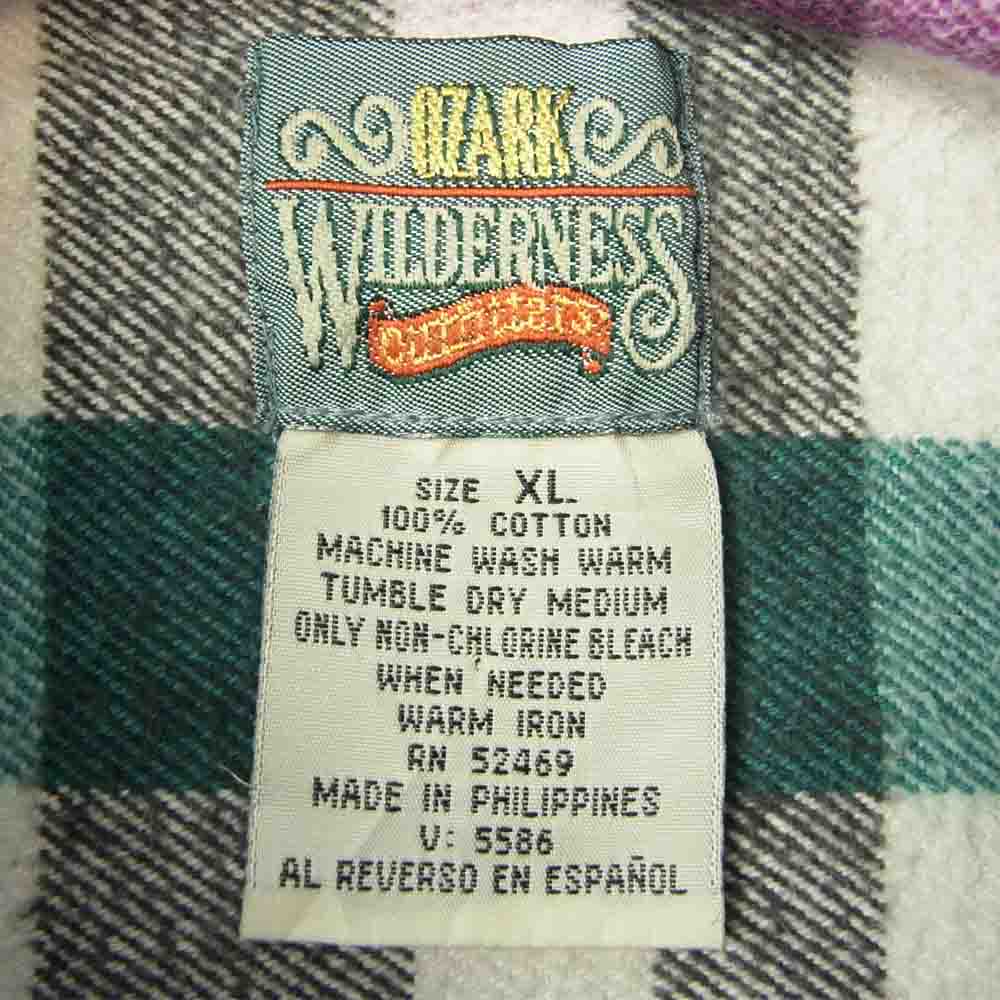 OZARK
WILDERNESS
Outfitters
SIZE XL
100% COTTON
MACHINE WASH WARM
TUMBLE DRY MEDIUM
ONLY NON-CHLORINE BLEACH
WHEN NEEDED
WARM IRON
RN 52469
MADE IN PHILIPPINES
V: 5586
AL REVERSO EN ESPAÑOL